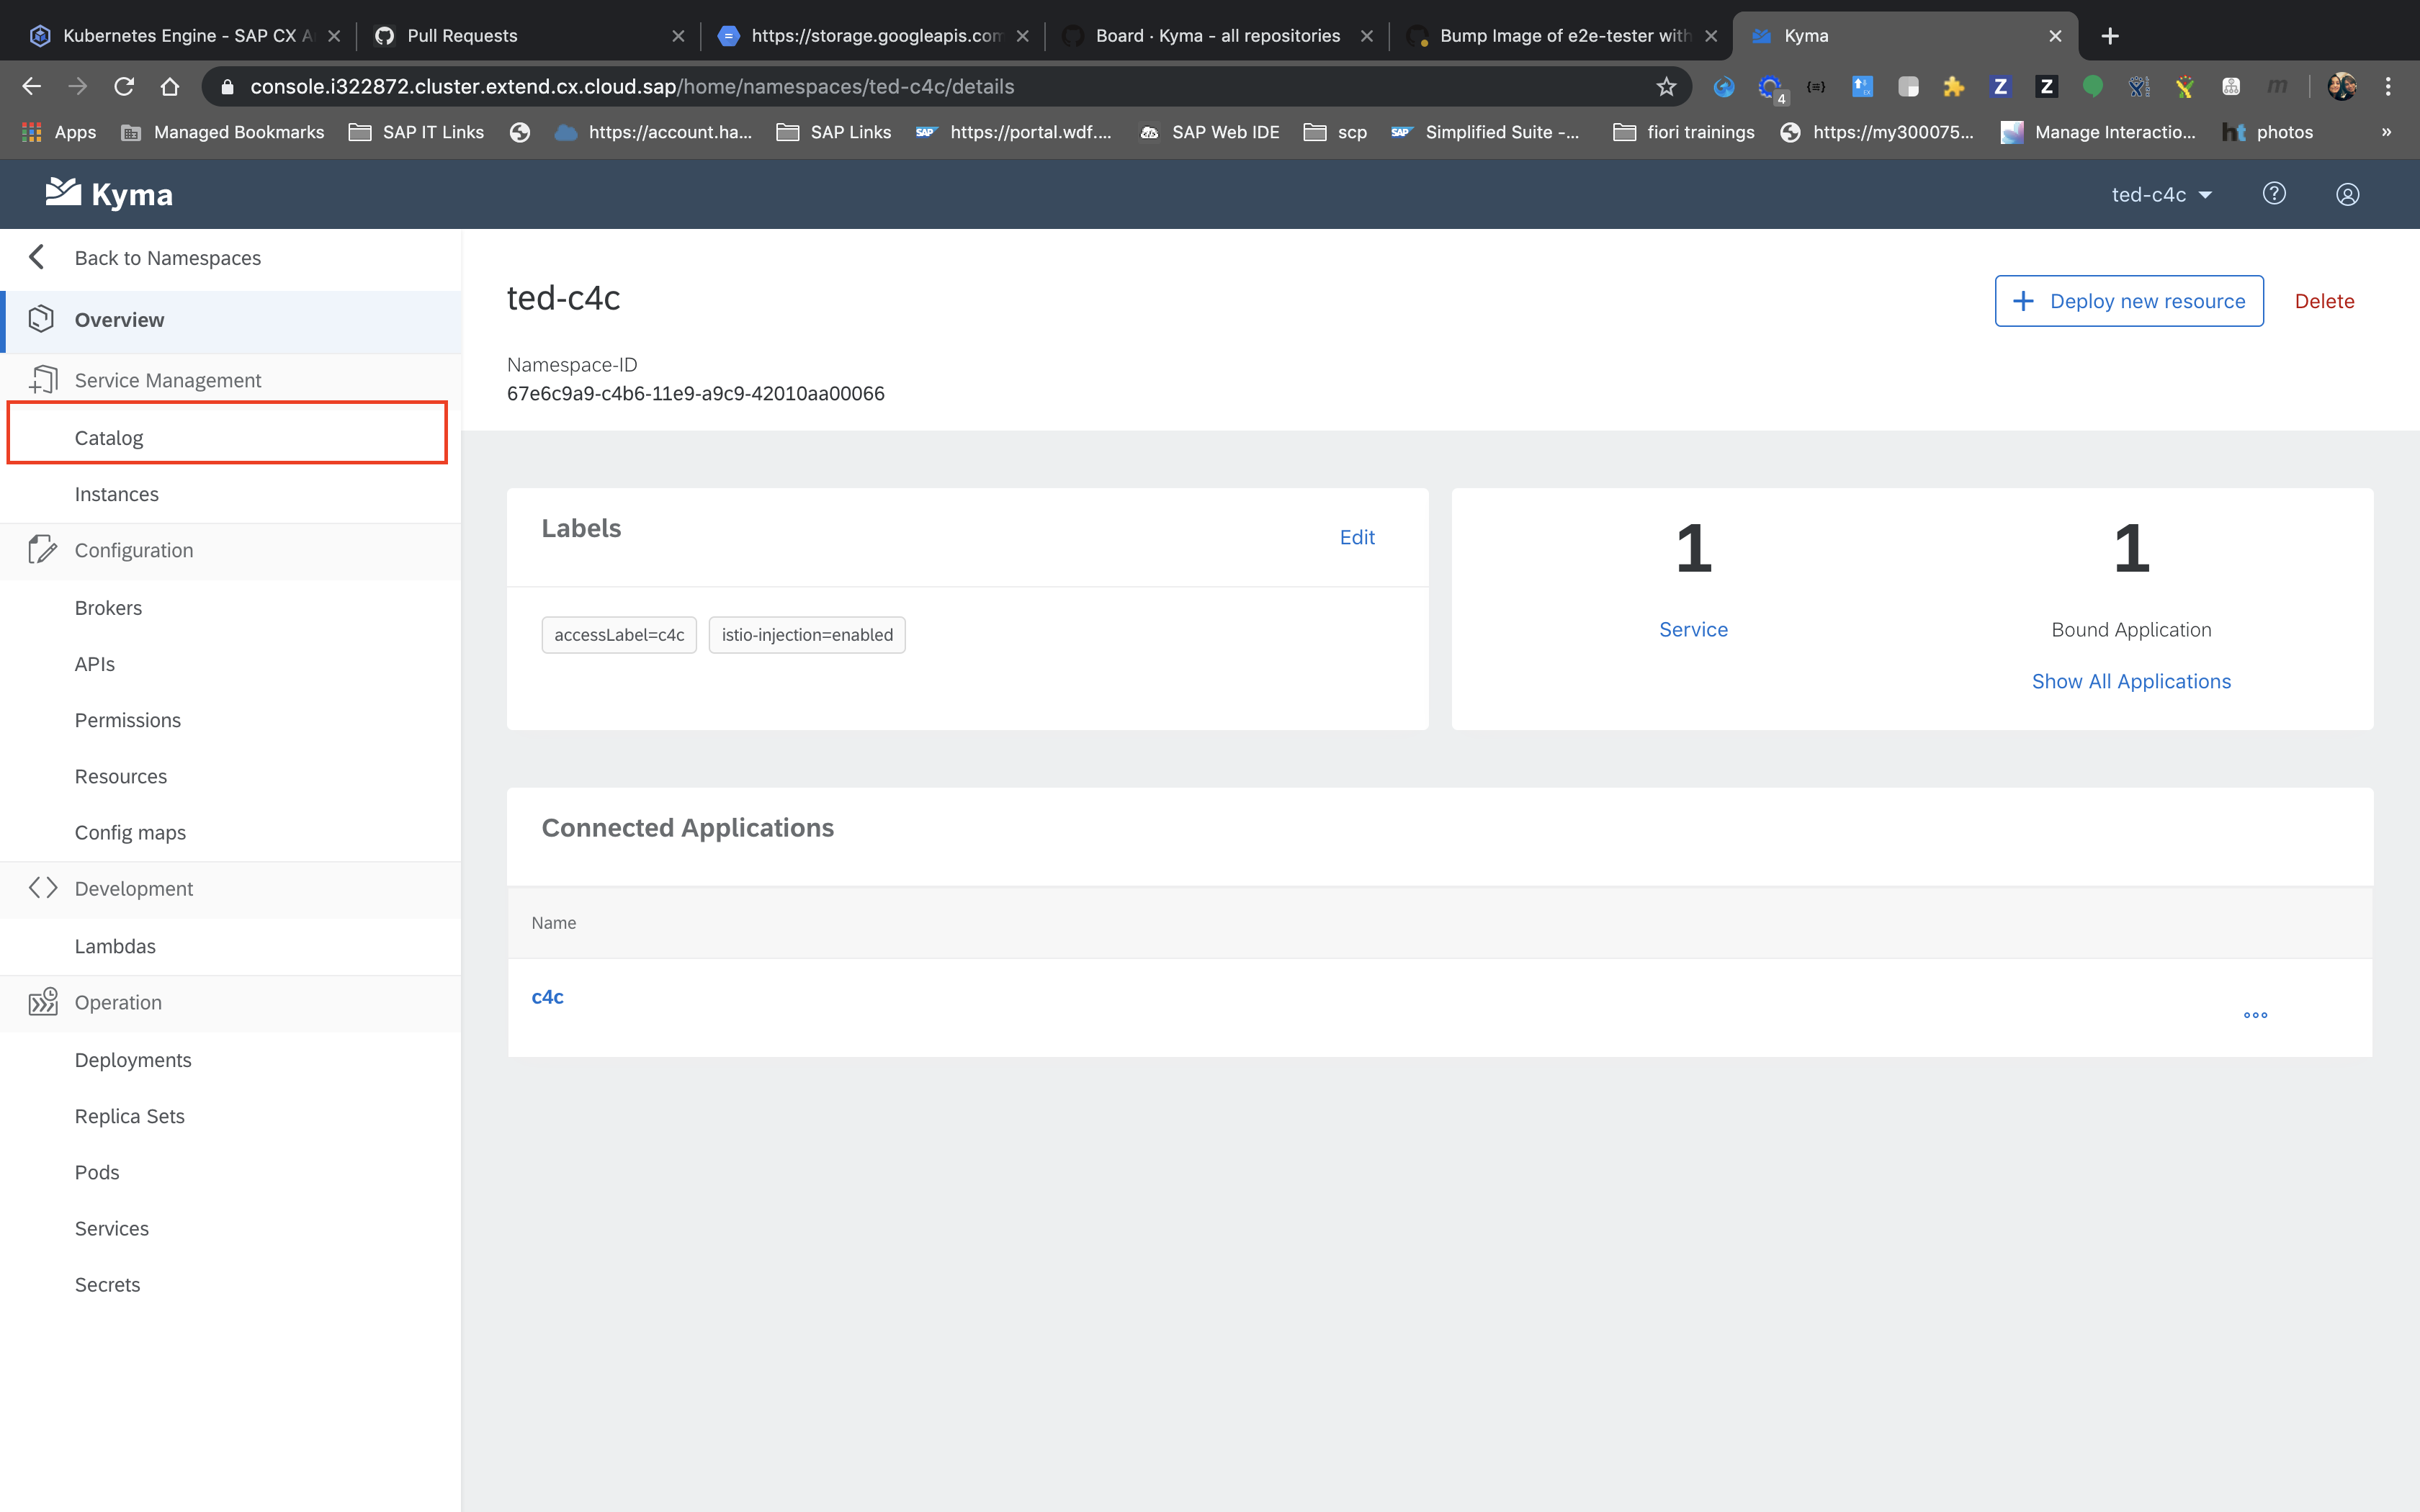 Kubernetes Engine - SAP CX A
Pull Requests
https://storage.googleapis.com
Board · Kyma - all repositories
Bump Image of e2e-tester with
Kyma
console.i322872.cluster.extend.cx.cloud.sap/home/namespaces/ted-c4c/details
4
Apps
Managed Bookmarks
SAP IT Links
https://account.ha...
SAP Links
SAP
https://portal.wdf....
SAP Web IDE
scp
SAP
Simplified Suite -...
fiori trainings
https://my300075...
Manage Interactio...
ht
photos
»
Kyma
ted-c4c
?
Back to Namespaces
Overview
Service Management
Catalog
Instances
Configuration
Brokers
APIs
Permissions
Resources
Config maps
Development
Lambdas
Operation
Deployments
Replica Sets
Pods
Services
Secrets
ted-c4c
+ Deploy new resource
Delete
Namespace-ID
67e6c9a9-c4b6-11e9-a9c9-42010aa00066
Labels
Edit
accessLabel=c4c
istio-injection=enabled
1
Service
1
Bound Application
Show All Applications
Connected Applications
Name
c4c